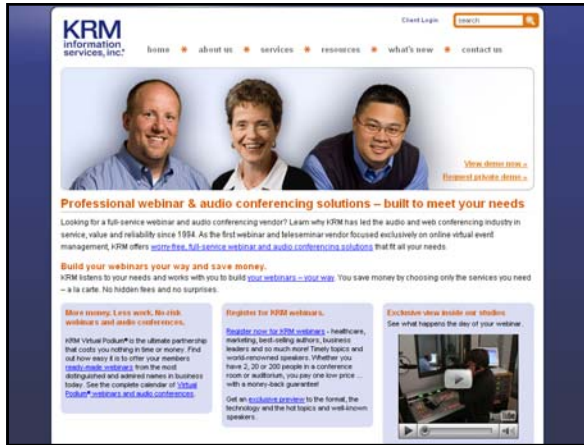 KRM
information
services, inc.
Client Login
search
home
about us
services
resources
what's new
contact us
View demo now »
Request private demo »
Professional webinar & audio conferencing solutions – built to meet your needs
Looking for a full-service webinar and audio conferencing vendor? Learn why KRM has led the audio and web conferencing industry in
service, value and reliability since 1994. As the first webinar and teleseminar vendor focused exclusively on online virtual event
management, KRM offers worry-free, full-service webinar and audio conferencing solutions that fit all your needs.
Build your webinars your way and save money.
KRM listens to your needs and works with you to build your webinars – your way. You save money by choosing only the services you need
– a la carte. No hidden fees and no surprises.
More money. Less work. No-risk
webinars and audio conferences.
KRM Virtual Podium® is the ultimate partnership
that costs you nothing in time or money. Find
out how easy it is to offer your members
ready-made webinars from the most
distinguished and admired names in business
today. See the complete calendar of Virtual
Podium® webinars and audio conferences.
Register for KRM webinars.
Register now for KRM webinars - healthcare,
marketing, best-selling authors, business
leaders and so much more! Timely topics and
world-renowned speakers. Whether you
have 2, 20 or 200 people in a conference
room or auditorium, you pay one low price ...
with a money-back guarantee!
Get an exclusive preview to the format, the
technology and the hot topics and well-known
speakers.
Exclusive view inside our studios
See what happens the day of your webinar.